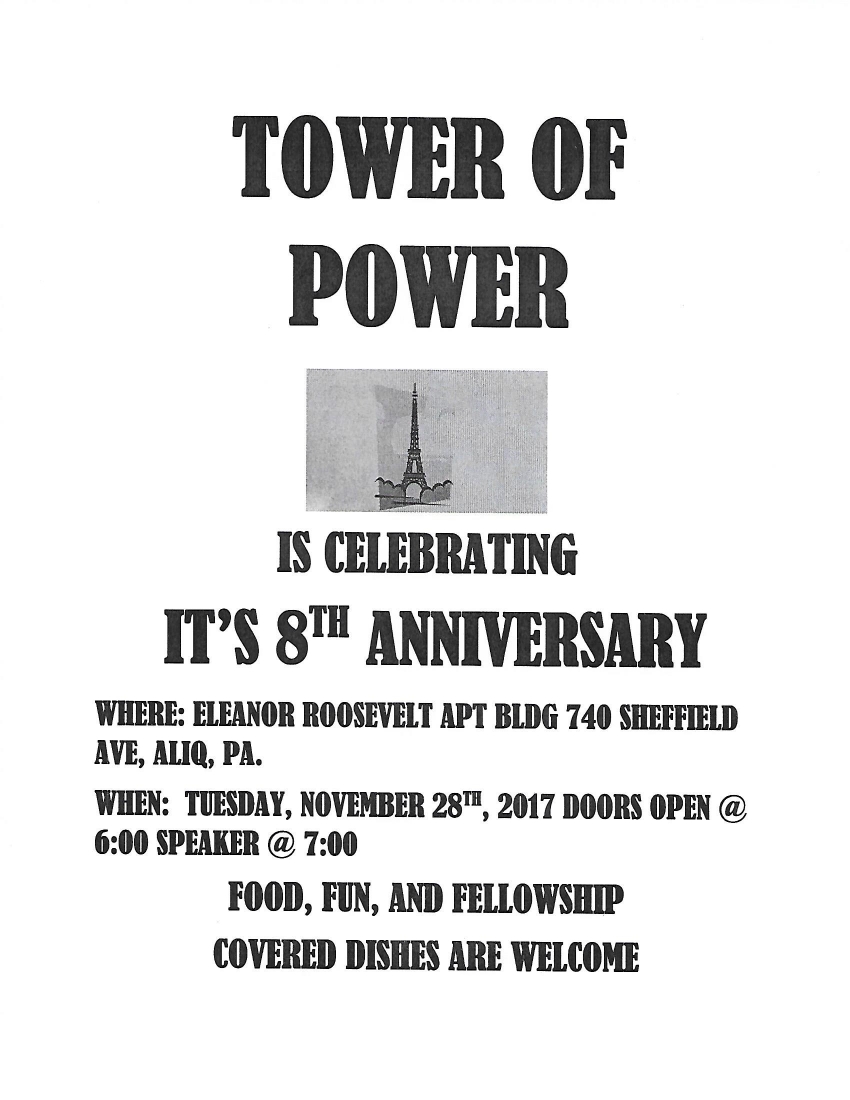 TOWER OF
POWER
IS CELEBRATING
IT'S 8TH ANNIVERSARY
WHERE: ELEANOR ROOSEVELT APT BLDG 740 SHEFFIELD
AVE, ALIQ, PA.
WHEN: TUESDAY, NOVEMBER 28TH, 2017 DOORS OPEN @
6:00 SPEAKER @ 7:00
FOOD, FUN, AND FELLOWSHIP
COVERED DISHES ARE WELCOME